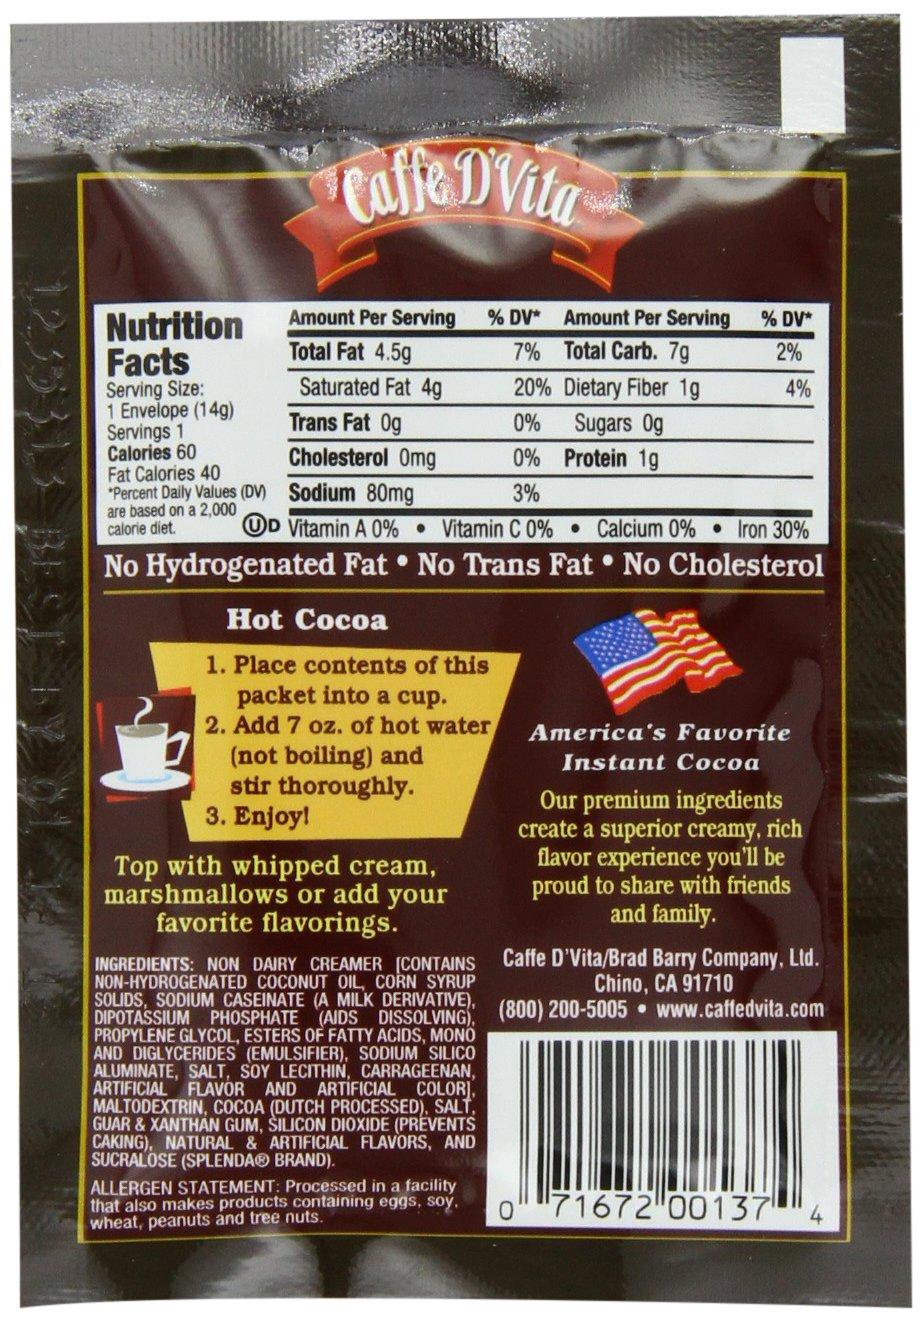 Caffe D'Vita
Nutrition
Facts
Serving Size:
1 Envelope (14g)
Servings 1
Calories 60
Fat Calories 40
*Percent Daily Values (DV)
are based on a 2,000
calorie diet.
UD
Amount Per Serving % DV* Amount Per Serving % DV*
Total Fat 4.5g 7% Total Carb. 7g 2%
Saturated Fat 4g 20% Dietary Fiber 1g 4%
Trans Fat 0g 0% Sugars 0g
Cholesterol 0mg 0% Protein 1g
Sodium 80mg 3%
Vitamin A 0% • Vitamin C 0% • Calcium 0% • Iron 30%
No Hydrogenated Fat • No Trans Fat • No Cholesterol
Hot Cocoa
1. Place contents of this
packet into a cup.
2. Add 7 oz. of hot water
(not boiling) and
stir thoroughly.
3. Enjoy!
Top with whipped cream,
marshmallows or add your
favorite flavorings.
INGREDIENTS: NON DAIRY CREAMER [CONTAINS
NON-HYDROGENATED COCONUT OIL, CORN SYRUP
SOLIDS, SODIUM CASEINATE (A MILK DERIVATIVE),
DIPOTASSIUM PHOSPHATE (AIDS DISSOLVING),
PROPYLENE GLYCOL, ESTERS OF FATTY ACIDS, MONO
AND DIGLYCERIDES (EMULSIFIER), SODIUM SILICO
ALUMINATE, SALT, SOY LECITHIN, CARRAGEENAN,
ARTIFICIAL FLAVOR AND ARTIFICIAL COLOR],
MALTODEXTRIN, COCOA (DUTCH PROCESSED), SALT,
GUAR & XANTHAN GUM, SILICON DIOXIDE (PREVENTS
CAKING), NATURAL & ARTIFICIAL FLAVORS, AND
SUCRALOSE (SPLENDA® BRAND).
ALLERGEN STATEMENT: Processed in a facility
that also makes products containing eggs, soy,
wheat, peanuts and tree nuts.
America's Favorite
Instant Cocoa
Our premium ingredients
create a superior creamy, rich
flavor experience you'll be
proud to share with friends
and family.
Caffe D'Vita/Brad Barry Company, Ltd.
Chino, CA 91710
(800) 200-5005 • www.caffedvita.com
0 71672 00137 4